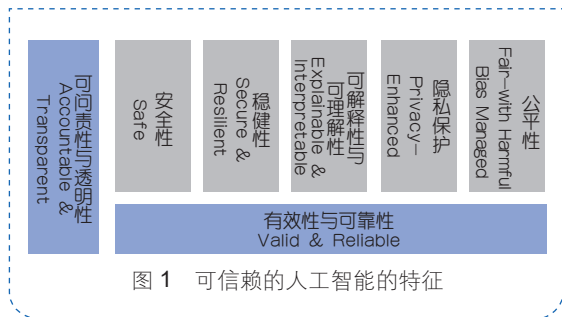 可问责性与透明性
Accountable &
Transparent
安全性
Safe
稳健性
Secure &
Resilient
可解释性与
可理解性
Explainable &
Interpretable
隐私保护
Privacy-
Enhanced
公平性
Fair-with Harmful
Bias Managed
有效性与可靠性
Valid & Reliable
图 1 可信赖的人工智能的特征